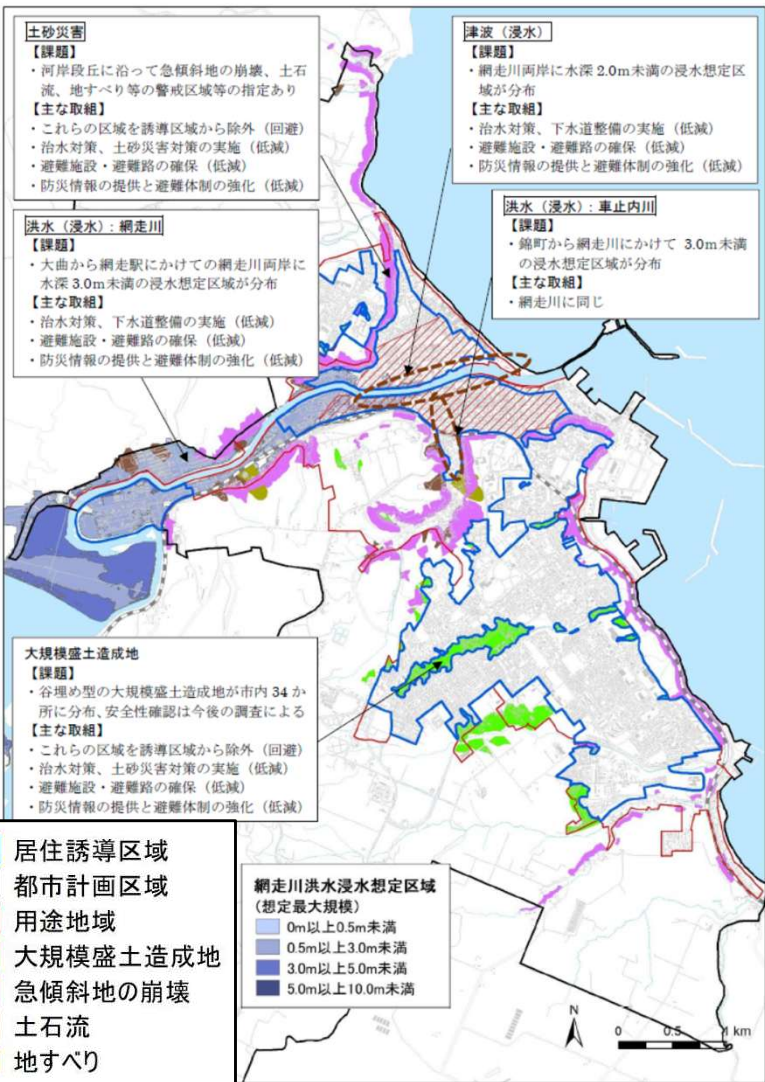 土砂災害
【課題】
・河岸段丘に沿って急傾斜地の崩壊、土石
流、地すべり等の警戒区域等の指定あり
【主な取組】
・これらの区域を誘導区域から除外（回避）
・治水対策、土砂災害対策の実施（低減）
・避難施設・避難路の確保（低減）
・防災情報の提供と避難体制の強化（低減）
津波（浸水）
【課題】
・網走川両岸に水深 2.0m未満の浸水想定区
域が分布
【主な取組】
・治水対策、下水道整備の実施（低減）
・避難施設・避難路の確保（低減）
・防災情報の提供と避難体制の強化（低減）
洪水（浸水）：車止内川
【課題】
・錦町から網走川にかけて 3.0m未満
の浸水想定区域が分布
【主な取組】
・網走川に同じ
洪水（浸水）：網走川
【課題】
・大曲から網走駅にかけての網走川両岸に
水深 3.0m未満の浸水想定区域が分布
【主な取組】
・治水対策、下水道整備の実施（低減）
・避難施設・避難路の確保（低減）
・防災情報の提供と避難体制の強化（低減）
大規模盛土造成地
【課題】
・谷埋め型の大規模盛土造成地が市内 34 か
所に分布、安全性確認は今後の調査による
【主な取組】
・これらの区域を誘導区域から除外（回避）
・治水対策、土砂災害対策の実施（低減）
・避難施設・避難路の確保（低減）
・防災情報の提供と避難体制の強化（低減）
居住誘導区域
都市計画区域
用途地域
大規模盛土造成地
急傾斜地の崩壊
土石流
地すべり
網走川洪水浸水想定区域
（想定最大規模）
0m以上0.5m未満
0.5m以上3.0m未満
3.0m以上5.0m未満
5.0m以上10.0m未満
N
0 0.5 1 km